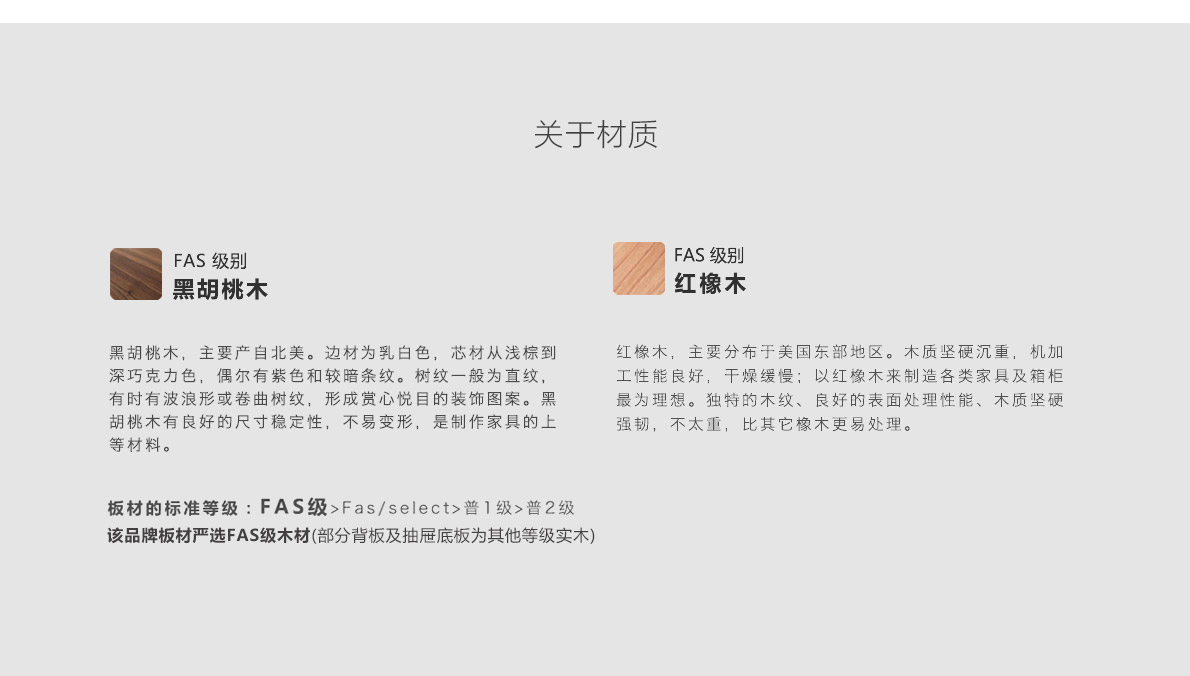 关于材质
FAS 级别
黑胡桃木
黑胡桃木，主要产自北美。边材为乳白色，芯材从浅棕到
深巧克力色，偶尔有紫色和较暗条纹。树纹一般为直纹，
有时有波浪形或卷曲树纹，形成赏心悦目的装饰图案。黑
胡桃木有良好的尺寸稳定性，不易变形，是制作家具的上
等材料。
FAS 级别
红橡木
红橡木，主要分布于美国东部地区。木质坚硬沉重，机加
工性能良好，干燥缓慢；以红橡木来制造各类家具及箱柜
最为理想。独特的木纹、良好的表面处理性能、木质坚硬
强韧，不太重，比其它橡木更易处理。
板材的标准等级：FAS级>Fas/select>普1级>普2级
该品牌板材严选FAS级木材(部分背板及抽屉底板为其他等级实木)